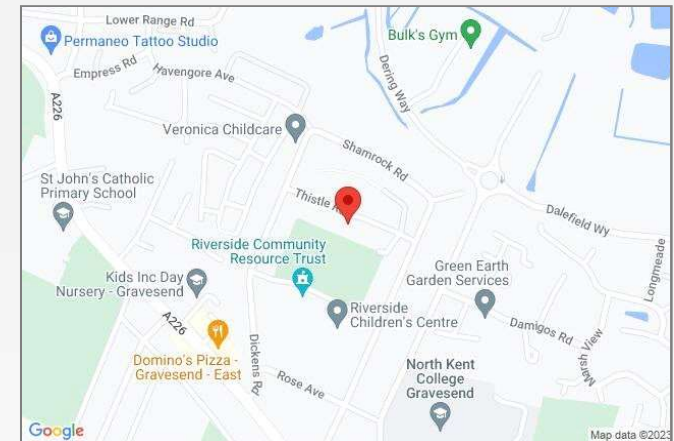 Lower Range Rd
Permaneo Tattoo Studio
Bulk's Gym
Empress Rd
Havengore Ave
Dering Way
A226
Veronica Childcare
Shamrock Rd
St John's Catholic
Primary School
Thistle
Dalefield Wy
Riverside Community
Resource Trust
Longmeade
Kids Inc Day
Nursery - Gravesend
Green Earth
Garden Services
Riverside
Children's Centre
A226
Damigos Rd
Marsh View
Domino's Pizza -
Gravesend - East
Dickens Rd
Rose Ave
North Kent
College
Gravesend
Google
Map data ©2023